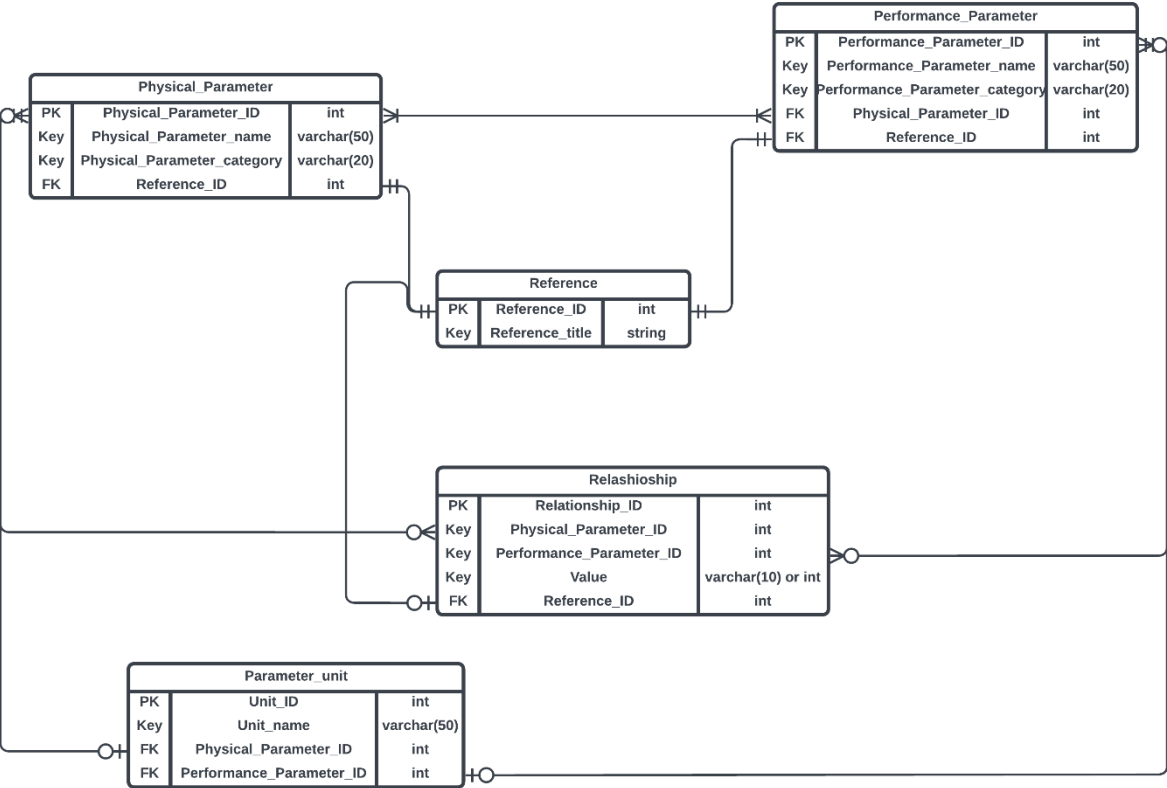 Performance_Parameter
PK Performance_Parameter_ID int
Key Performance_Parameter_name varchar(50)
Key Performance_Parameter_category varchar(20)
FK Physical_Parameter_ID int
FK Reference_ID int
Physical_Parameter
PK Physical_Parameter_ID int
Key Physical_Parameter_name varchar(50)
Key Physical_Parameter_category varchar(20)
FK Reference_ID int
Reference
PK Reference_ID int
Key Reference_title string
Relashioship
PK Relationship_ID int
Key Physical_Parameter_ID int
Key Performance_Parameter_ID int
Key Value varchar(10) or int
FK Reference_ID int
Parameter_unit
PK Unit_ID int
Key Unit_name varchar(50)
FK Physical_Parameter_ID int
FK Performance_Parameter_ID int